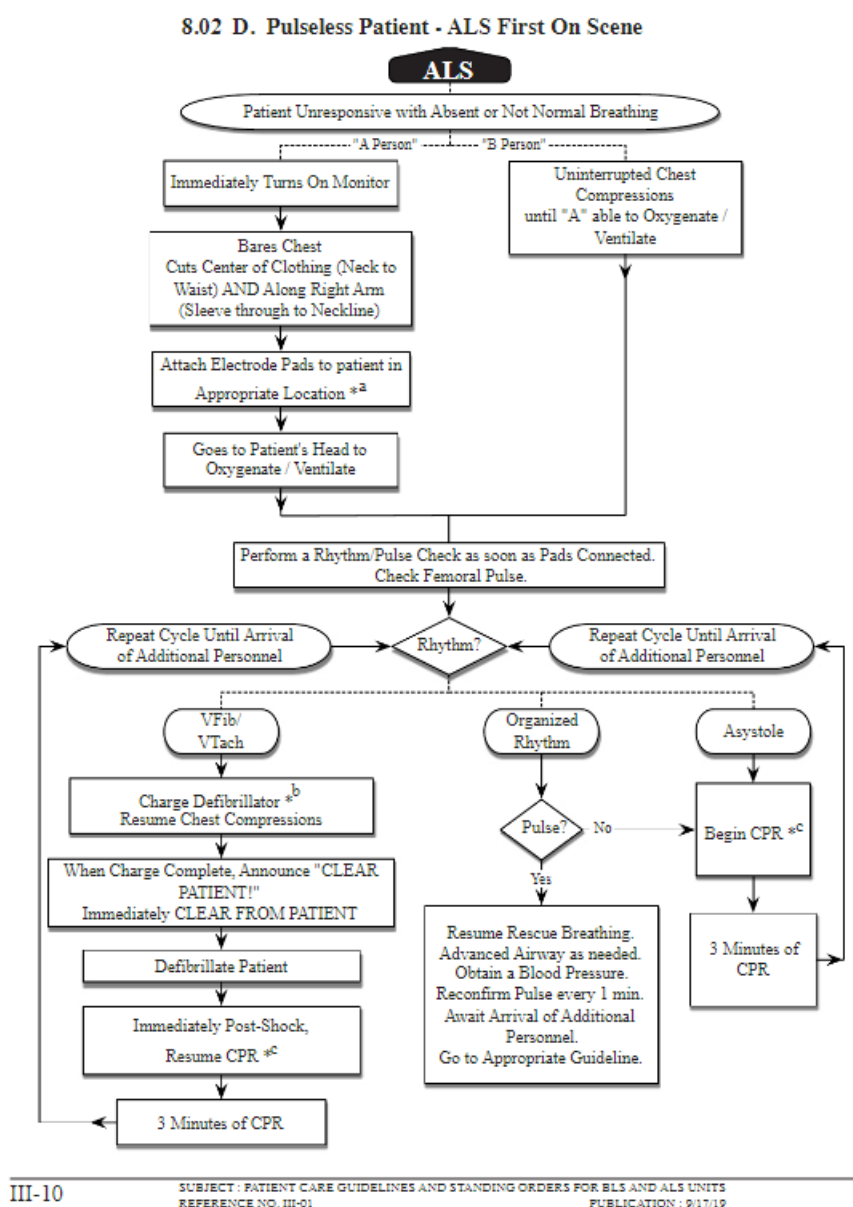 8.02 D. Pulseless Patient - ALS First On Scene
ALS
Patient Unresponsive with Absent or Not Normal Breathing
"A Person"
"B Person"
Immediately Turns On Monitor
Uninterrupted Chest
Compressions
until "A" able to Oxygenate /
Ventilate
Bares Chest
Cuts Center of Clothing (Neck to
Waist) AND Along Right Arm
(Sleeve through to Neckline)
Attach Electrode Pads to patient in
Appropriate Location *a
Goes to Patient's Head to
Oxygenate / Ventilate
Perform a Rhythm/Pulse Check as soon as Pads Connected.
Check Femoral Pulse.
Repeat Cycle Until Arrival
of Additional Personnel
Rhythm?
Repeat Cycle Until Arrival
of Additional Personnel
VFib/
VTach
Organized
Rhythm
Asystole
Charge Defibrillator *b
Resume Chest Compressions
Pulse?
No
Begin CPR *c
When Charge Complete, Announce "CLEAR
PATIENT!"
Immediately CLEAR FROM PATIENT
Yes
Defibrillate Patient
Resume Rescue Breathing.
Advanced Airway as needed.
Obtain a Blood Pressure.
Reconfirm Pulse every 1 min.
Await Arrival of Additional
Personnel.
Go to Appropriate Guideline.
3 Minutes of
CPR
Immediately Post-Shock,
Resume CPR *c
3 Minutes of CPR
III-10
SUBJECT : PATIENT CARE GUIDELINES AND STANDING ORDERS FOR BLS AND ALS UNITS
REFERENCE NO. III-01
PUBLICATION : 9/17/19